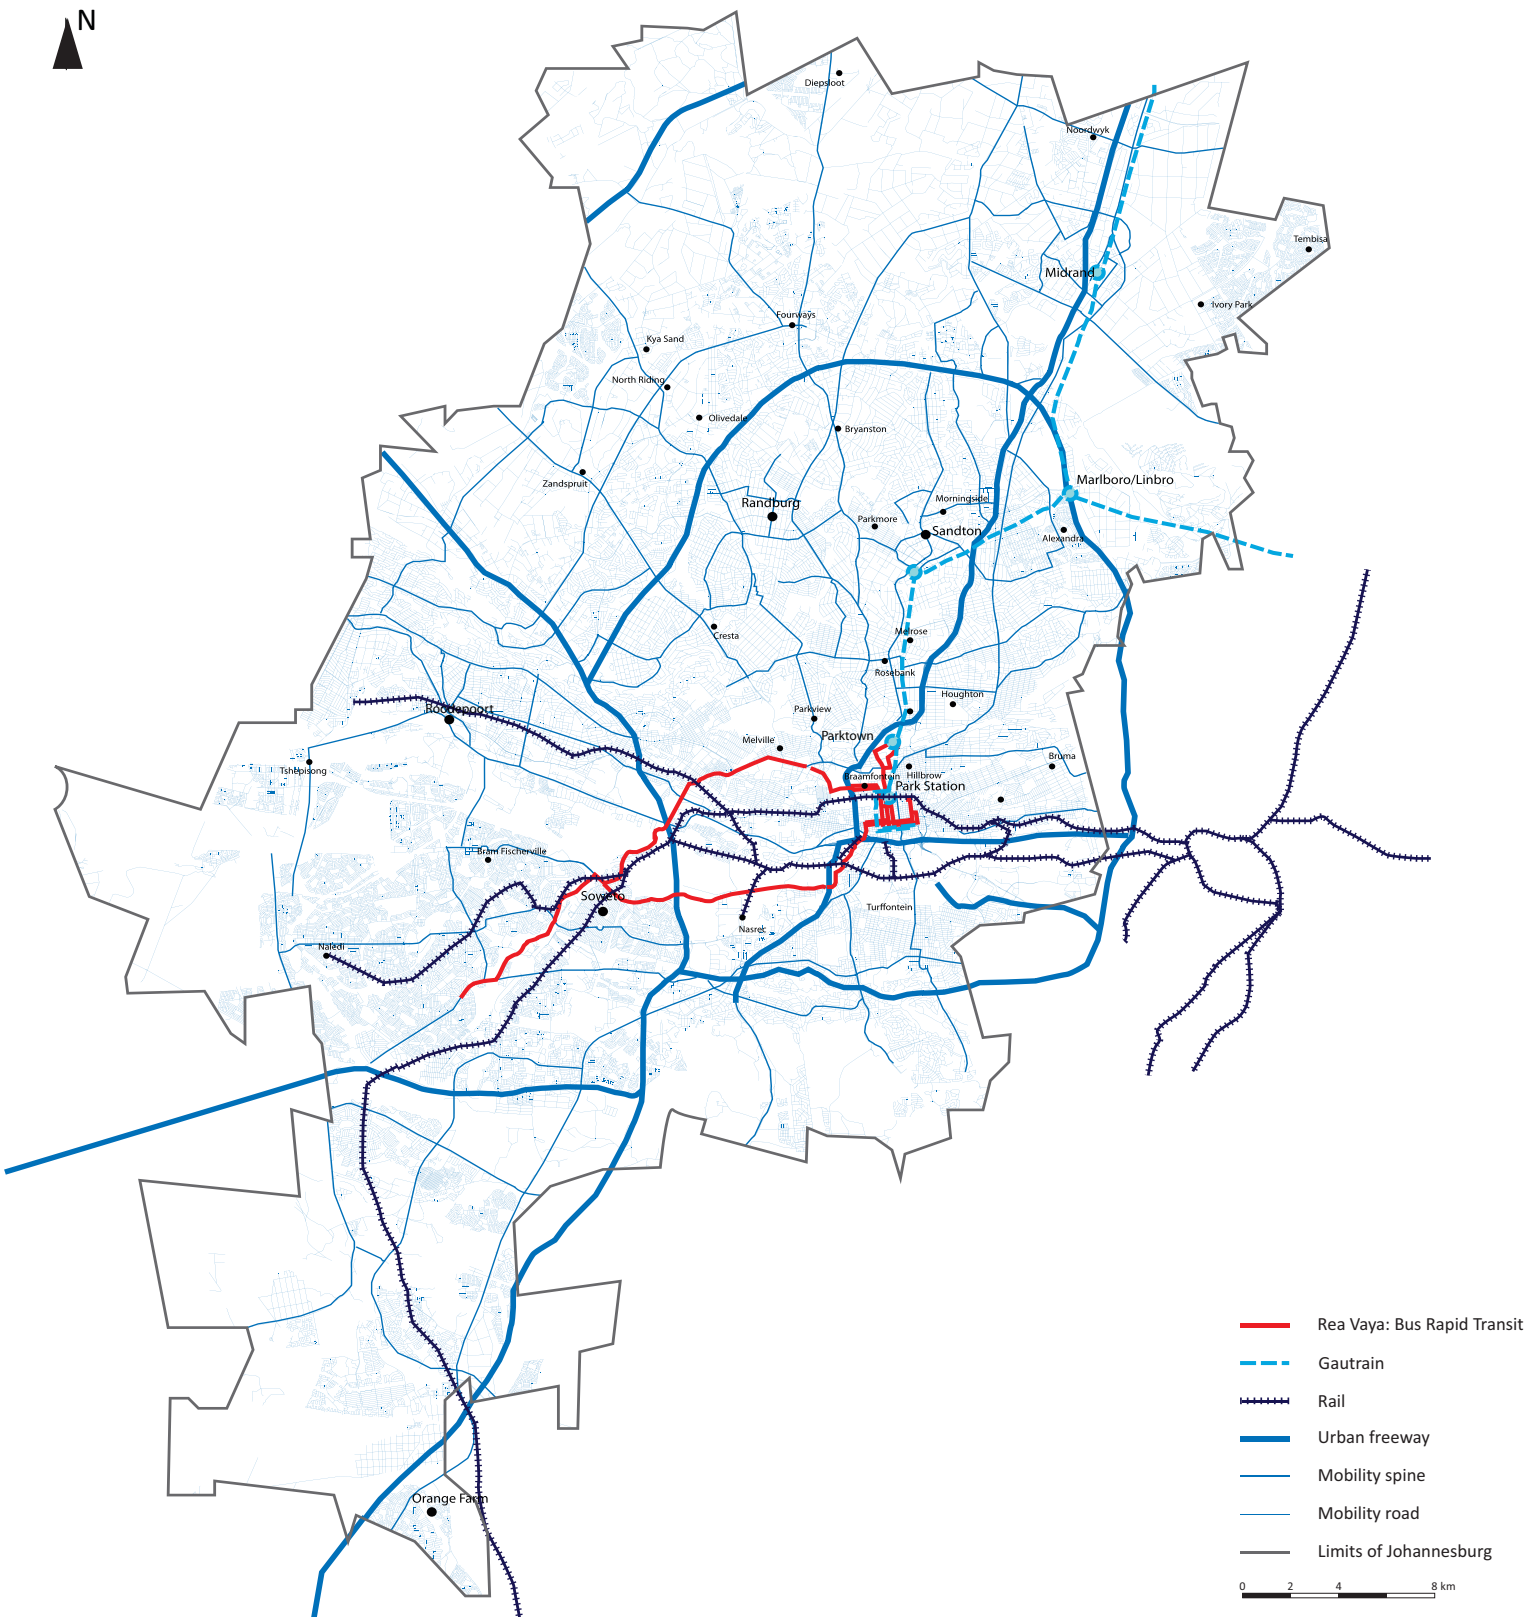 N
Diepsloot
Noordwyk
Tembisa
Midrand
Ivory Park
Fourways
Kya Sand
North Riding
Olivedale
Bryanston
Zandspruit
Marlboro/Linbro
Randburg
Morningside
Parkmore
Sandton
Alexandra
Cresta
Melrose
Rosebank
Houghton
Roodepoort
Parkview
Parktown
Melville
Bruma
Tshepisong
Braamfontein
Hillbrow
Park Station
Bram Fischerville
Soweto
Turffontein
Nasrec
Naledi
Orange Farm
Rea Vaya: Bus Rapid Transit
Gautrain
Rail
Urban freeway
Mobility spine
Mobility road
Limits of Johannesburg
0 2 4 8 km